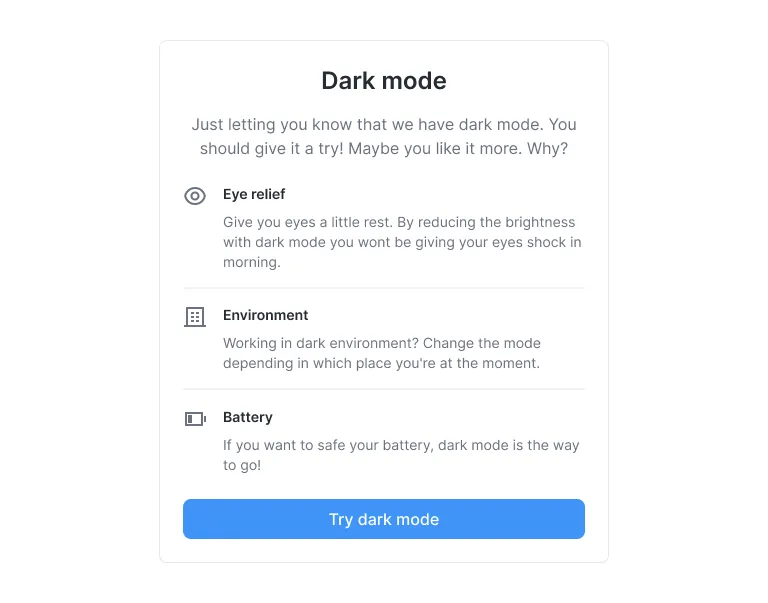 Dark mode
Just letting you know that we have dark mode. You
should give it a try! Maybe you like it more. Why?
Eye relief
Give you eyes a little rest. By reducing the brightness
with dark mode you wont be giving your eyes shock in
morning.
Environment
Working in dark environment? Change the mode
depending in which place you're at the moment.
Battery
If you want to safe your battery, dark mode is the way
to go!
Try dark mode